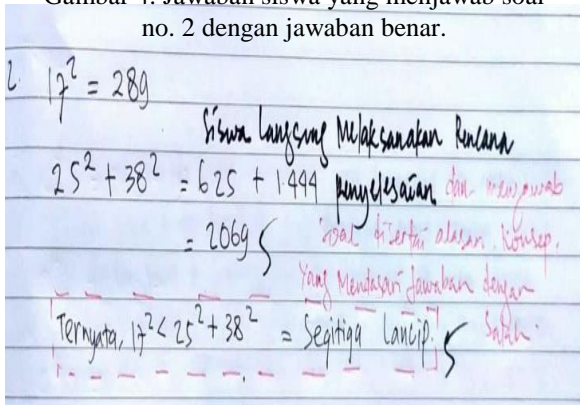 Gambar 4. Jawaban siswa yang menjawab soal
no. 2 dengan jawaban benar.
2. 17² = 289
Siswa langsung melaksanakan rencana
25² + 38² = 625 + 1.444 penyelesaian dan menjawab
= 2069 soal disertai alasan konsep.
yang mendasari jawaban dengan
Ternyata, 17² < 25² + 38² = Segitiga Lancip. Salah.